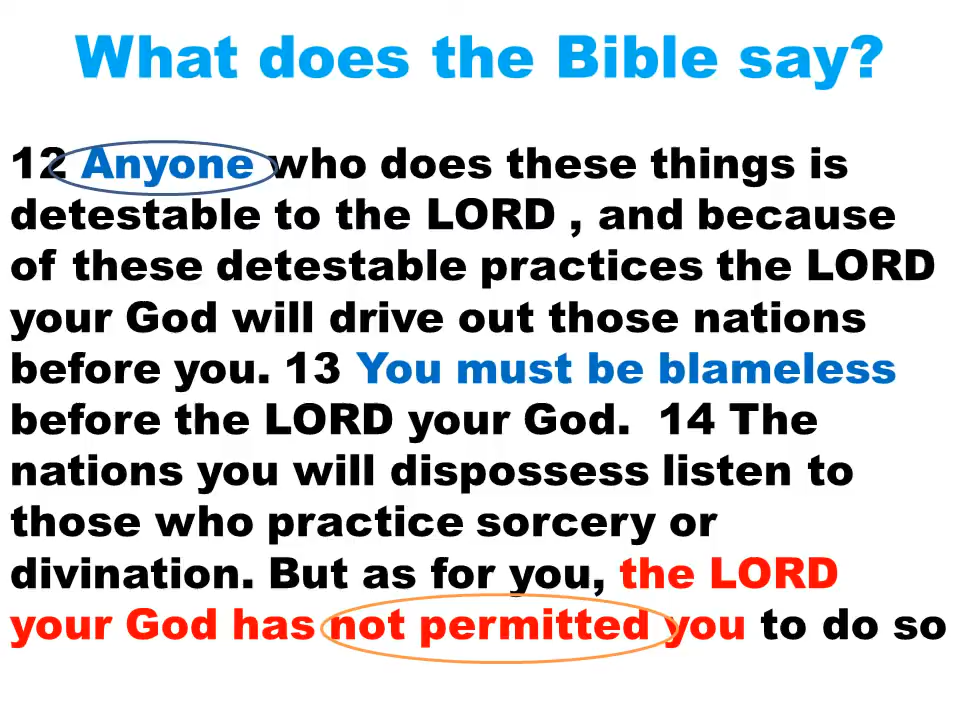 What does the Bible say?
12 Anyone who does these things is
detestable to the LORD , and because
of these detestable practices the LORD
your God will drive out those nations
before you. 13 You must be blameless
before the LORD your God. 14 The
nations you will dispossess listen to
those who practice sorcery or
divination. But as for you, the LORD
your God has not permitted you to do so